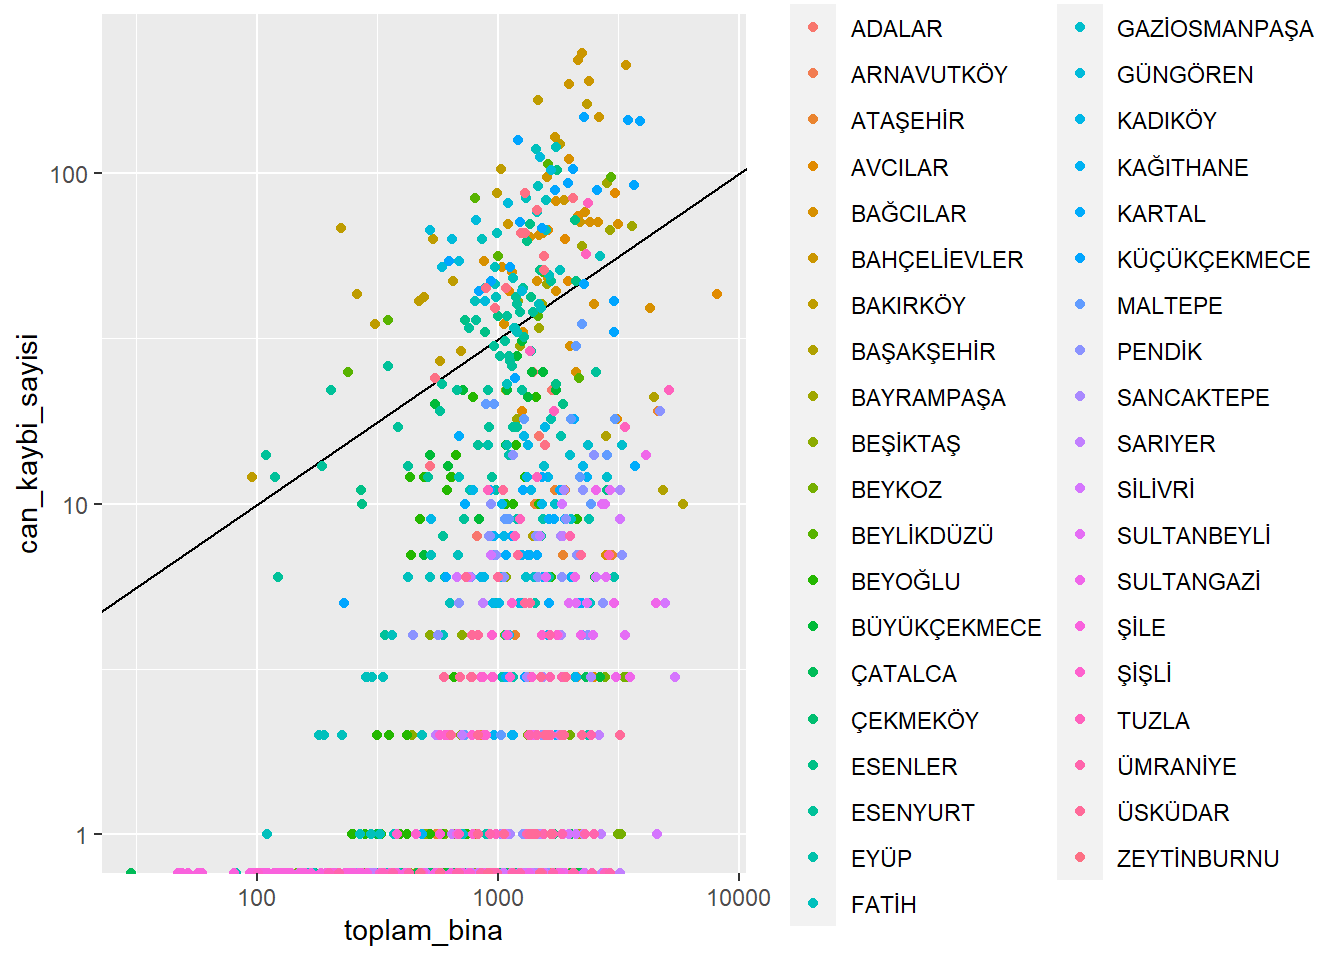 can_kaybi_sayisi
100
10
1
100
1000
10000
toplam_bina
ADALAR
ARNAVUTKÖY
ATAŞEHİR
AVCILAR
BAĞCILAR
BAHÇELİEVLER
BAKIRKÖY
BAŞAKŞEHİR
BAYRAMPAŞA
BEŞİKTAŞ
BEYKOZ
BEYLİKDÜZÜ
BEYOĞLU
BÜYÜKÇEKMECE
ÇATALCA
ÇEKMEKÖY
ESENLER
ESENYURT
EYÜP
FATİH
GAZİOSMANPAŞA
GÜNGÖREN
KADIKÖY
KAĞITHANE
KARTAL
KÜÇÜKÇEKMECE
MALTEPE
PENDİK
SANCAKTEPE
SARIYER
SİLİVRİ
SULTANBEYLİ
SULTANGAZİ
ŞİLE
ŞİŞLİ
TUZLA
ÜMRANİYE
ÜSKÜDAR
ZEYTİNBURNU